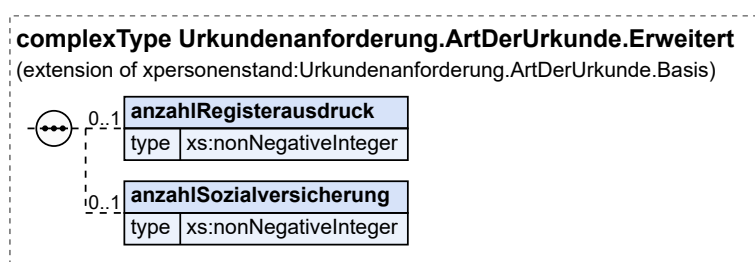 complexType Urkundenanforderung.ArtDerUrkunde.Erweitert
(extension of xpersonenstand:Urkundenanforderung.ArtDerUrkunde.Basis)
0..1 anzahlRegisterausdruck
type xs:nonNegativeInteger
0..1 anzahlSozialversicherung
type xs:nonNegativeInteger